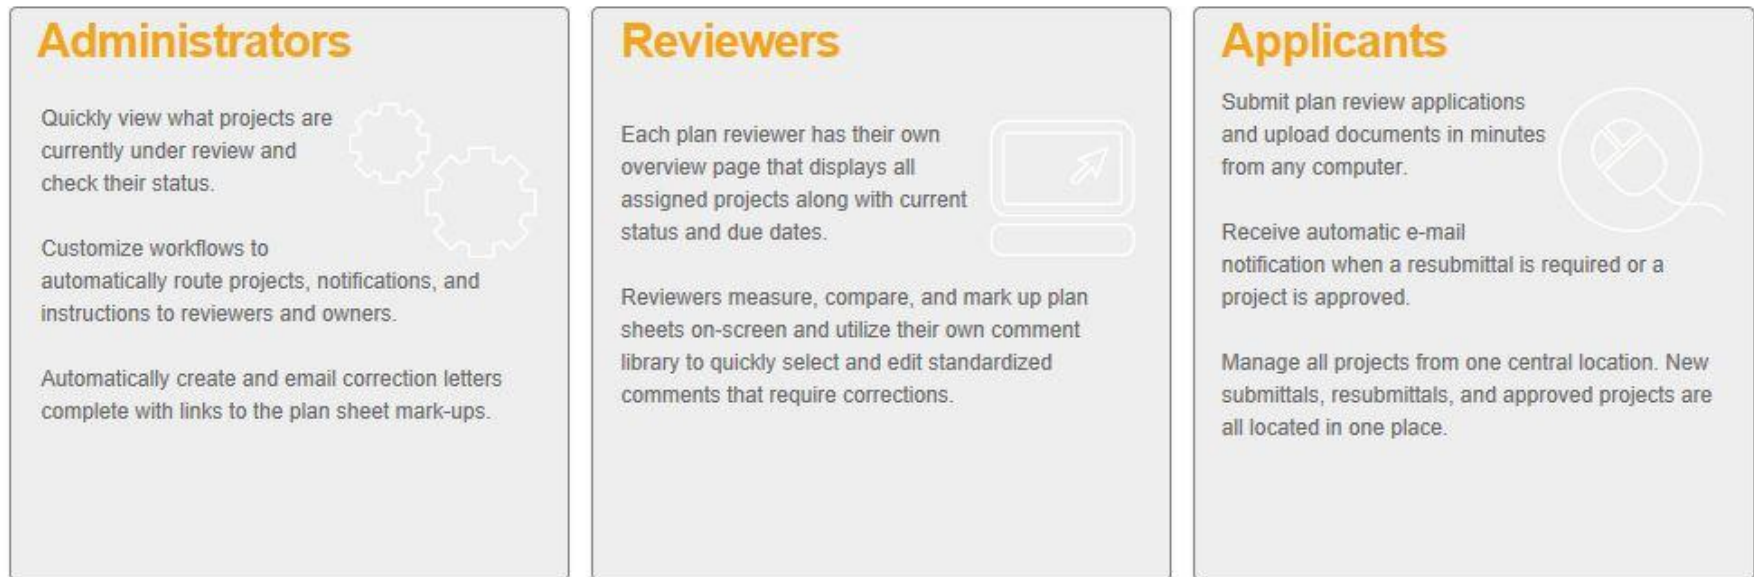 Administrators
Quickly view what projects are
currently under review and
check their status.
Customize workflows to
automatically route projects, notifications, and
instructions to reviewers and owners.
Automatically create and email correction letters
complete with links to the plan sheet mark-ups.
Reviewers
Each plan reviewer has their own
overview page that displays all
assigned projects along with current
status and due dates.
Reviewers measure, compare, and mark up plan
sheets on-screen and utilize their own comment
library to quickly select and edit standardized
comments that require corrections.
Applicants
Submit plan review applications
and upload documents in minutes
from any computer.
Receive automatic e-mail
notification when a resubmittal is required or a
project is approved.
Manage all projects from one central location. New
submittals, resubmittals, and approved projects are
all located in one place.